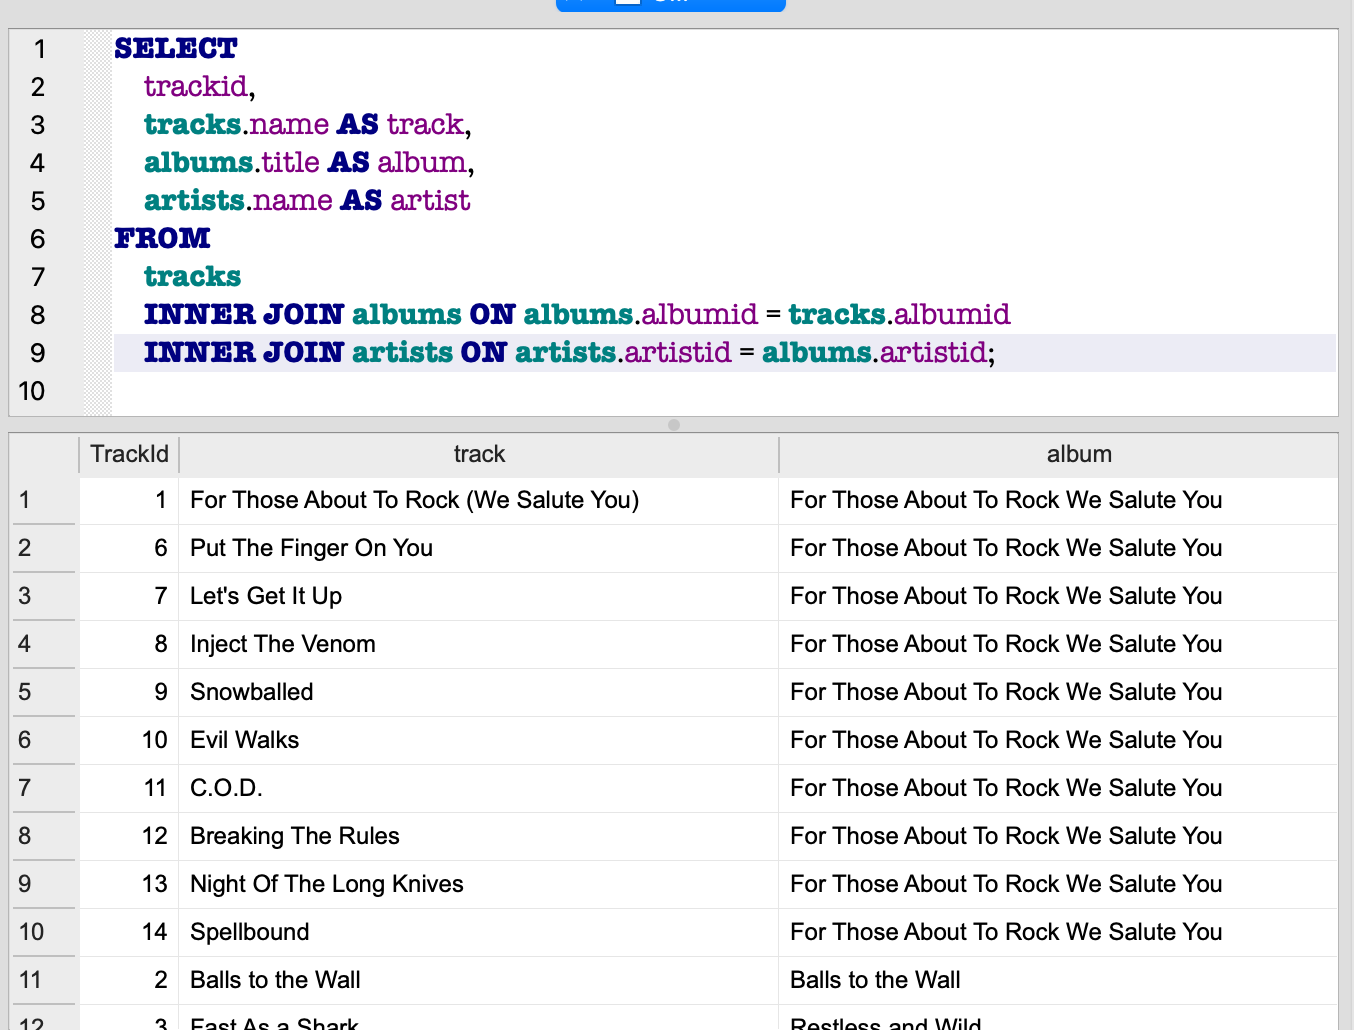 1 SELECT
2 trackid,
3 tracks.name AS track,
4 albums.title AS album,
5 artists.name AS artist
6 FROM
7 tracks
8 INNER JOIN albums ON albums.albumid = tracks.albumid
9 INNER JOIN artists ON artists.artistid = albums.artistid;
10
TrackId track album
1 1 For Those About To Rock (We Salute You) For Those About To Rock We Salute You
2 6 Put The Finger On You For Those About To Rock We Salute You
3 7 Let's Get It Up For Those About To Rock We Salute You
4 8 Inject The Venom For Those About To Rock We Salute You
5 9 Snowballed For Those About To Rock We Salute You
6 10 Evil Walks For Those About To Rock We Salute You
7 11 C.O.D. For Those About To Rock We Salute You
8 12 Breaking The Rules For Those About To Rock We Salute You
9 13 Night Of The Long Knives For Those About To Rock We Salute You
10 14 Spellbound For Those About To Rock We Salute You
11 2 Balls to the Wall Balls to the Wall
12 3 Fast As a Shark Restless and Wild